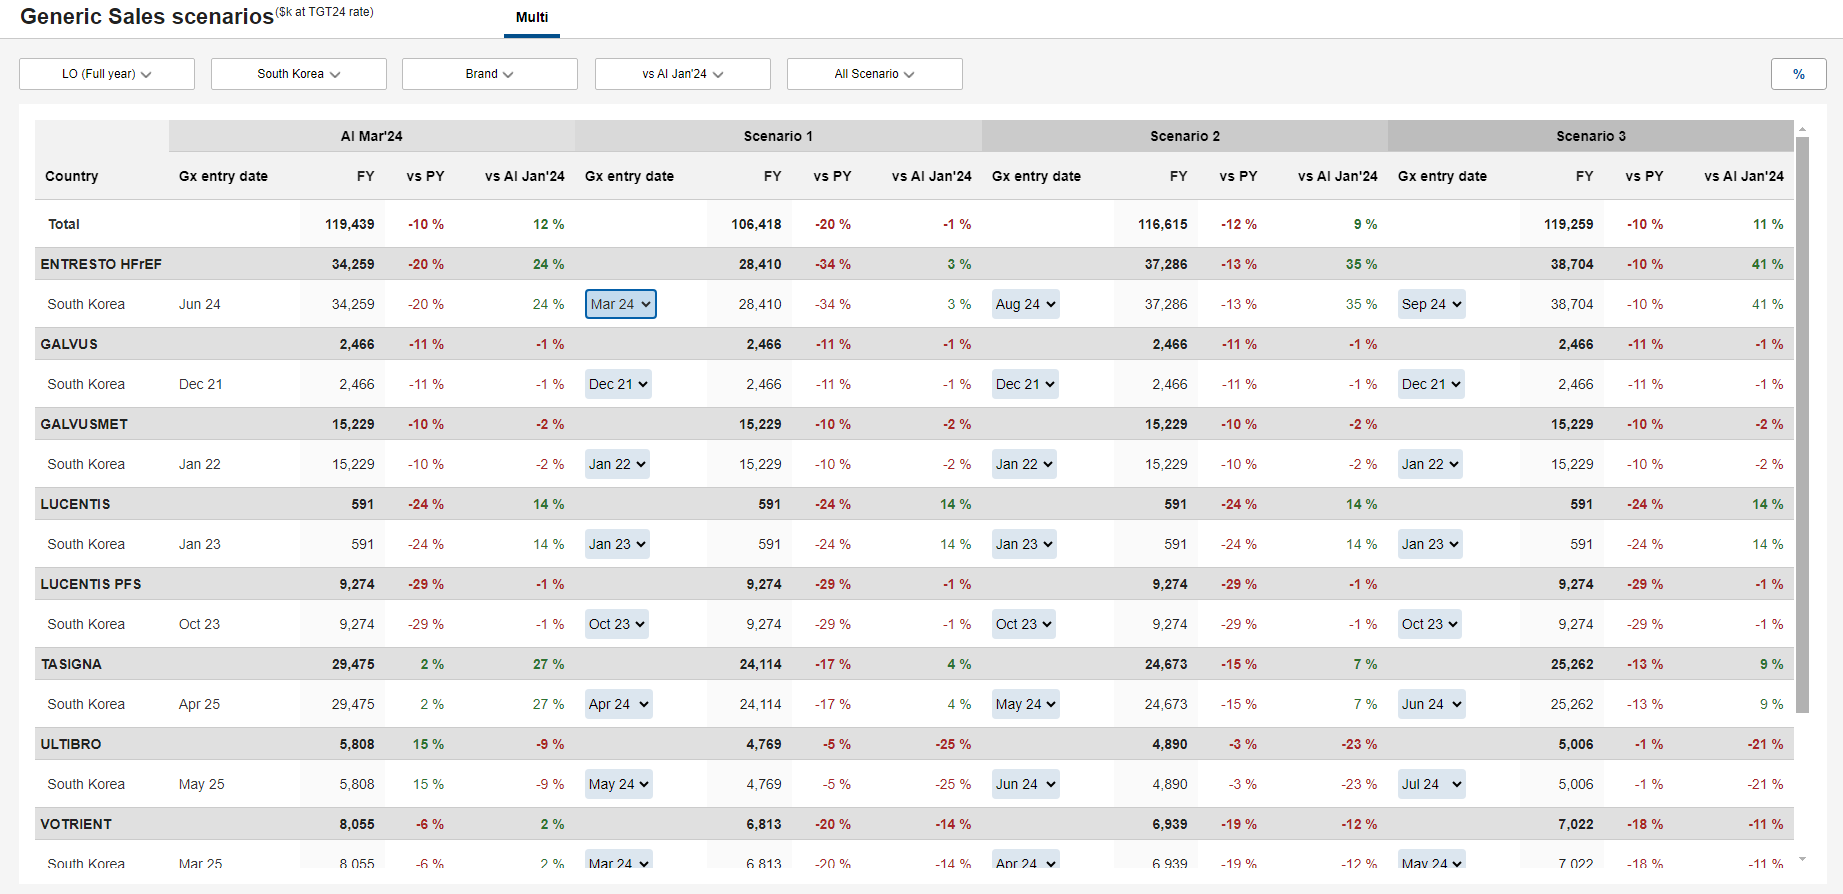 Generic Sales scenarios ($k at TGT24 rate) Multi
LO (Full year) South Korea Brand vs AI Jan'24 All Scenario %
AI Mar'24 Scenario 1 Scenario 2 Scenario 3
Country Gx entry date FY vs PY vs AI Jan'24 Gx entry date FY vs PY vs AI Jan'24 Gx entry date FY vs PY vs AI Jan'24 Gx entry date FY vs PY vs AI Jan'24
Total 119,439 -10 % 12 % 106,418 -20 % -1 % 116,615 -12 % 9 % 119,259 -10 % 11 %
ENTRESTO HFrEF 34,259 -20 % 24 % 28,410 -34 % 3 % 37,286 -13 % 35 % 38,704 -10 % 41 %
South Korea Jun 24 34,259 -20 % 24 % Mar 24 28,410 -34 % 3 % Aug 24 37,286 -13 % 35 % Sep 24 38,704 -10 % 41 %
GALVUS 2,466 -11 % -1 % 2,466 -11 % -1 % 2,466 -11 % -1 % 2,466 -11 % -1 %
South Korea Dec 21 2,466 -11 % -1 % Dec 21 2,466 -11 % -1 % Dec 21 2,466 -11 % -1 % Dec 21 2,466 -11 % -1 %
GALVUSMET 15,229 -10 % -2 % 15,229 -10 % -2 % 15,229 -10 % -2 % 15,229 -10 % -2 %
South Korea Jan 22 15,229 -10 % -2 % Jan 22 15,229 -10 % -2 % Jan 22 15,229 -10 % -2 % Jan 22 15,229 -10 % -2 %
LUCENTIS 591 -24 % 14 % 591 -24 % 14 % 591 -24 % 14 % 591 -24 % 14 %
South Korea Jan 23 591 -24 % 14 % Jan 23 591 -24 % 14 % Jan 23 591 -24 % 14 % Jan 23 591 -24 % 14 %
LUCENTIS PFS 9,274 -29 % -1 % 9,274 -29 % -1 % 9,274 -29 % -1 % 9,274 -29 % -1 %
South Korea Oct 23 9,274 -29 % -1 % Oct 23 9,274 -29 % -1 % Oct 23 9,274 -29 % -1 % Oct 23 9,274 -29 % -1 %
TASIGNA 29,475 2 % 27 % 24,114 -17 % 4 % 24,673 -15 % 7 % 25,262 -13 % 9 %
South Korea Apr 25 29,475 2 % 27 % Apr 24 24,114 -17 % 4 % May 24 24,673 -15 % 7 % Jun 24 25,262 -13 % 9 %
ULTIBRO 5,808 15 % -9 % 4,769 -5 % -25 % 4,890 -3 % -23 % 5,006 -1 % -21 %
South Korea May 25 5,808 15 % -9 % May 24 4,769 -5 % -25 % Jun 24 4,890 -3 % -23 % Jul 24 5,006 -1 % -21 %
VOTRIENT 8,055 -6 % 2 % 6,813 -20 % -14 % 6,939 -19 % -12 % 7,022 -18 % -11 %
South Korea Mar 25 8,055 -6 % 2 % Mar 24 6,813 -20 % -14 % Apr 24 6,939 -19 % -12 % May 24 7,022 -18 % -11 %